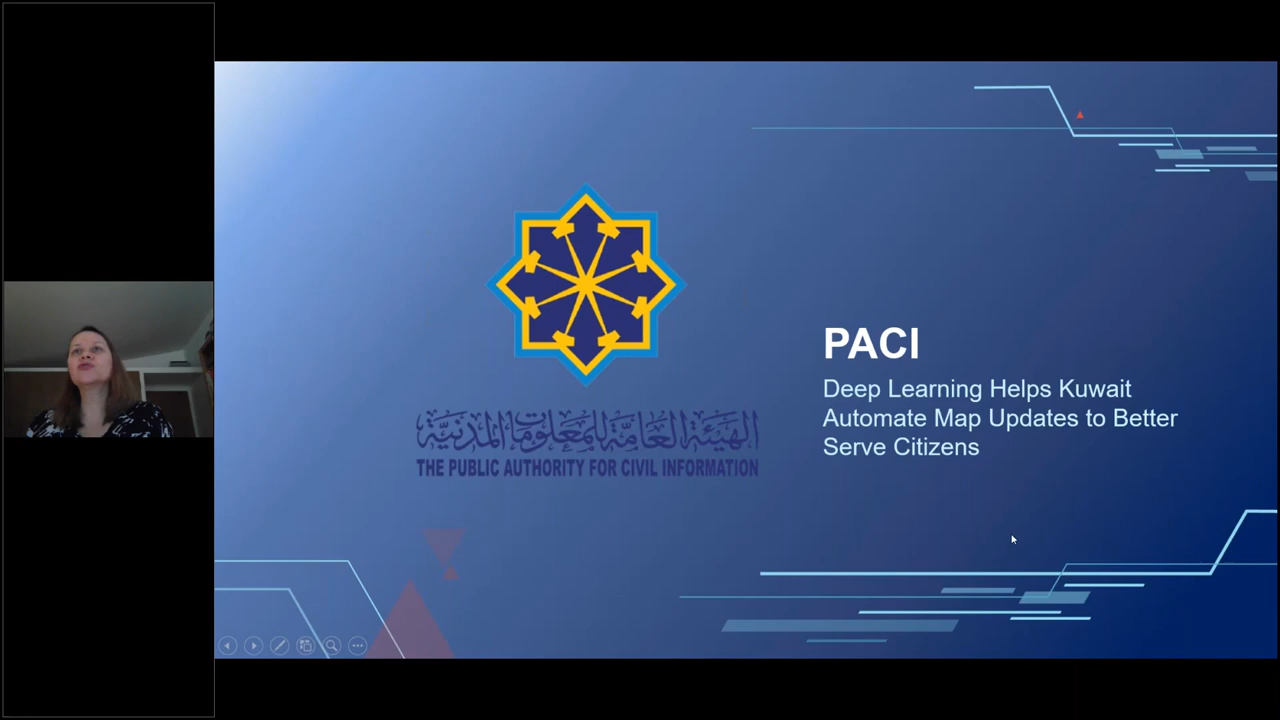 الهيئة العامة للمعلومات المدنية
THE PUBLIC AUTHORITY FOR CIVIL INFORMATION
PACI
Deep Learning Helps Kuwait
Automate Map Updates to Better
Serve Citizens